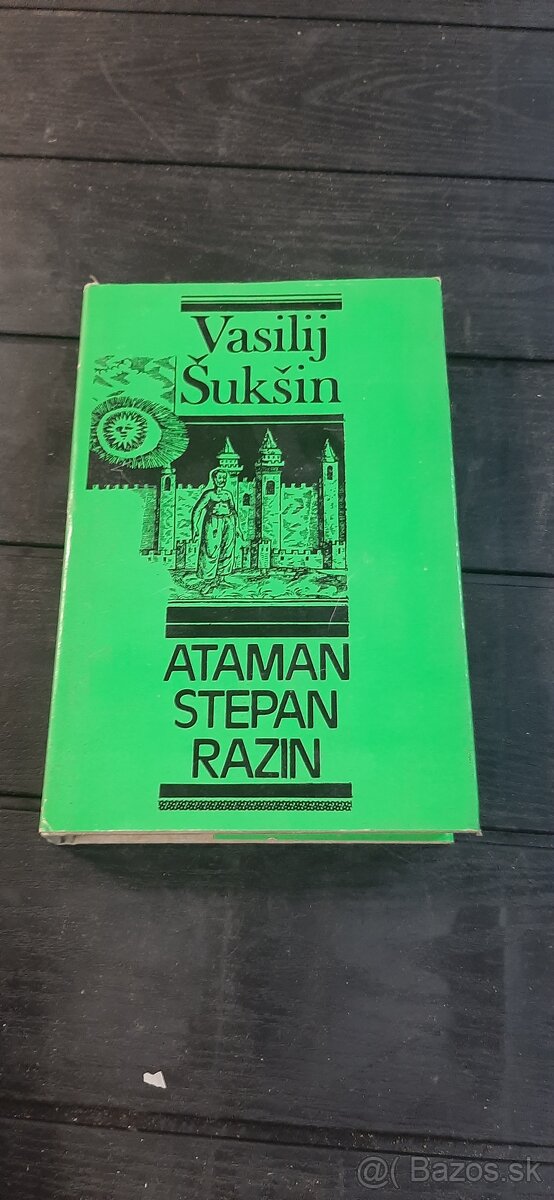 Vasilij
Šukšin
ATAMAN
STEPAN
RAZIN
@( Bazos.sk